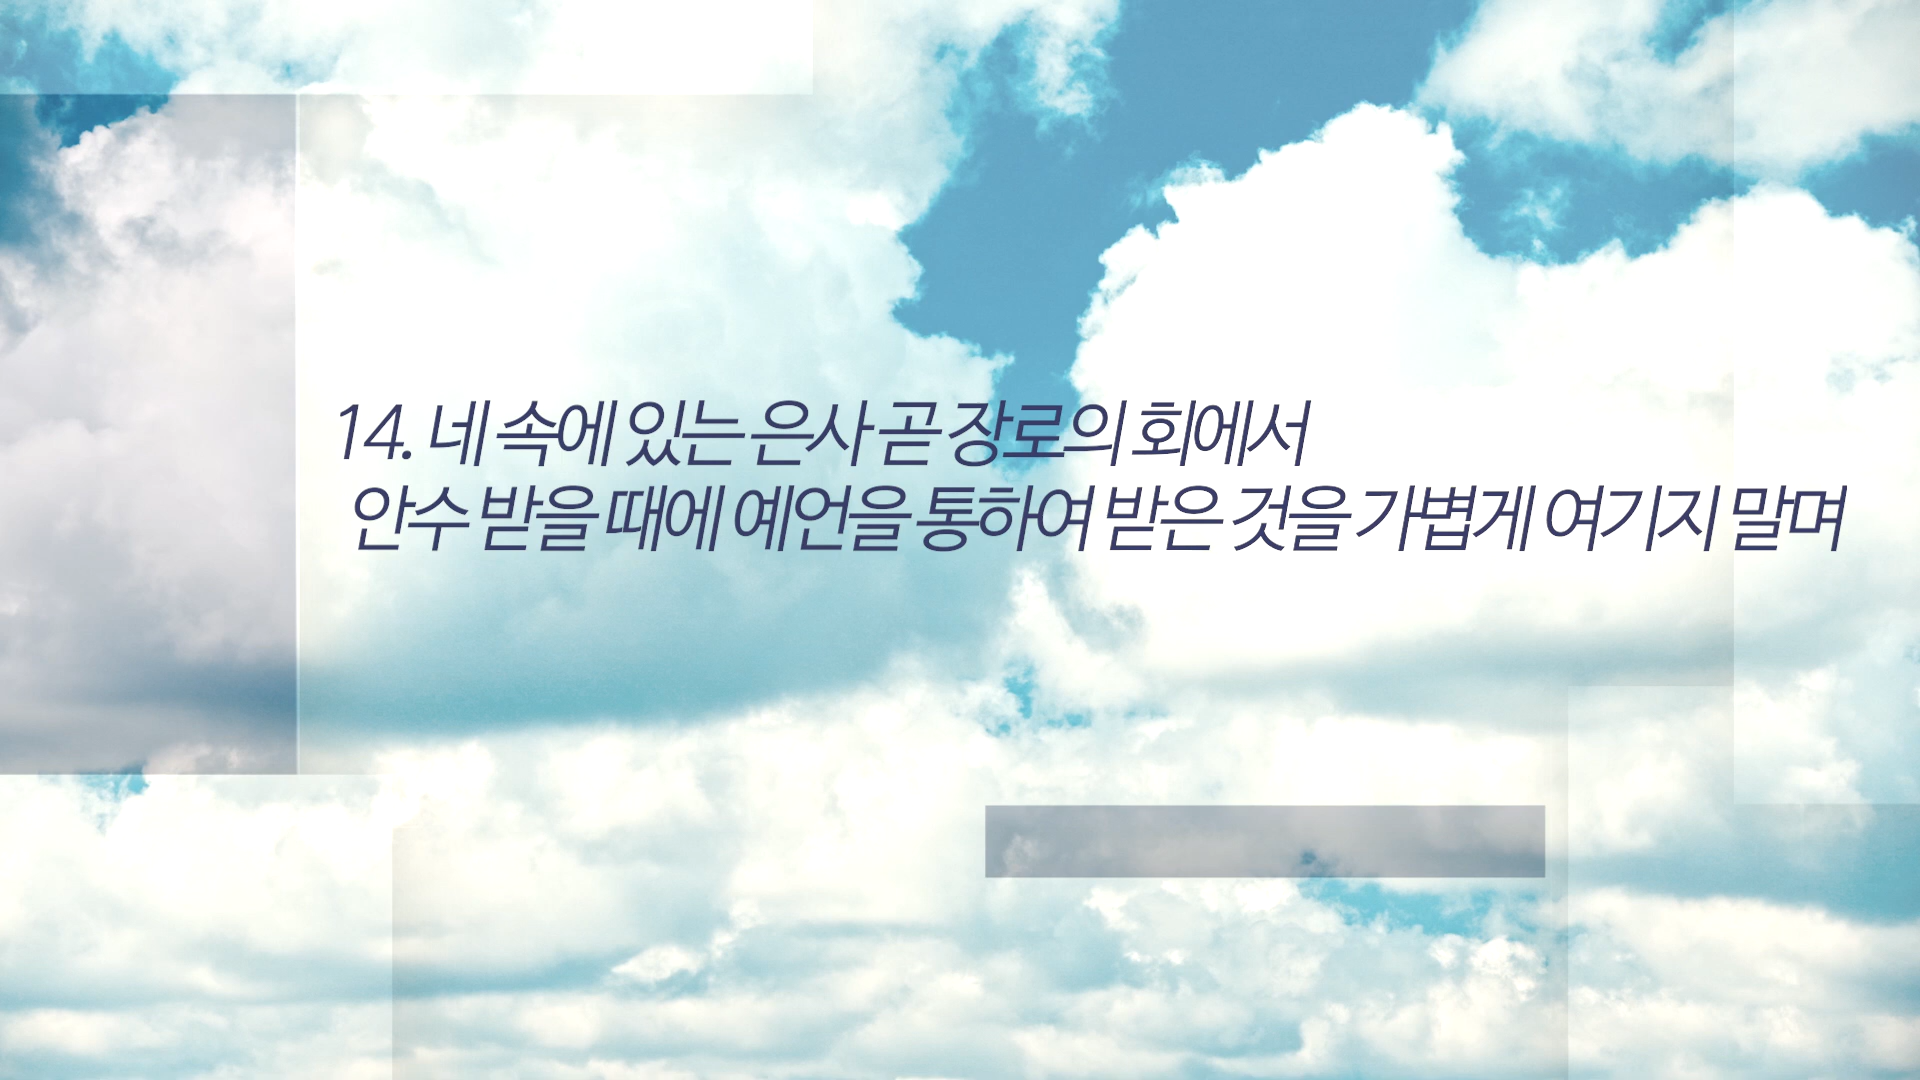 14. 네 속에 있는 은사 곧 장로의 회에서
안수 받을 때에 예언을 통하여 받은 것을 가볍게 여기지 말며